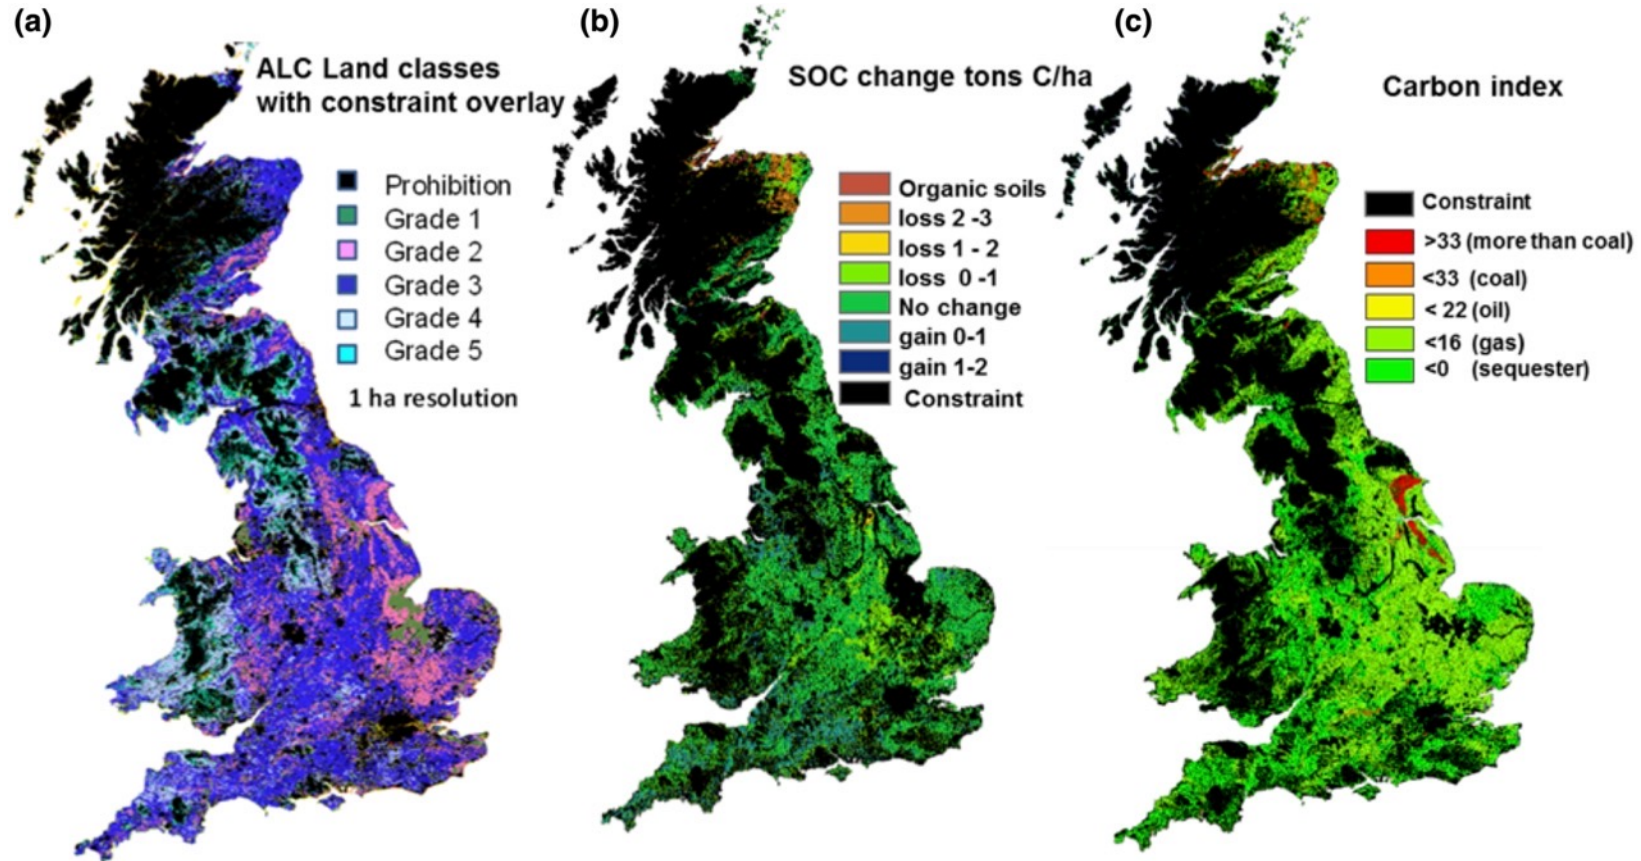 (a)
ALC Land classes
with constraint overlay
Prohibition
Grade 1
Grade 2
Grade 3
Grade 4
Grade 5
1 ha resolution
(b)
SOC change tons C/ha
Organic soils
loss 2 -3
loss 1 - 2
loss 0 -1
No change
gain 0-1
gain 1-2
Constraint
(c)
Carbon index
Constraint
>33 (more than coal)
<33 (coal)
< 22 (oil)
<16 (gas)
<0 (sequester)